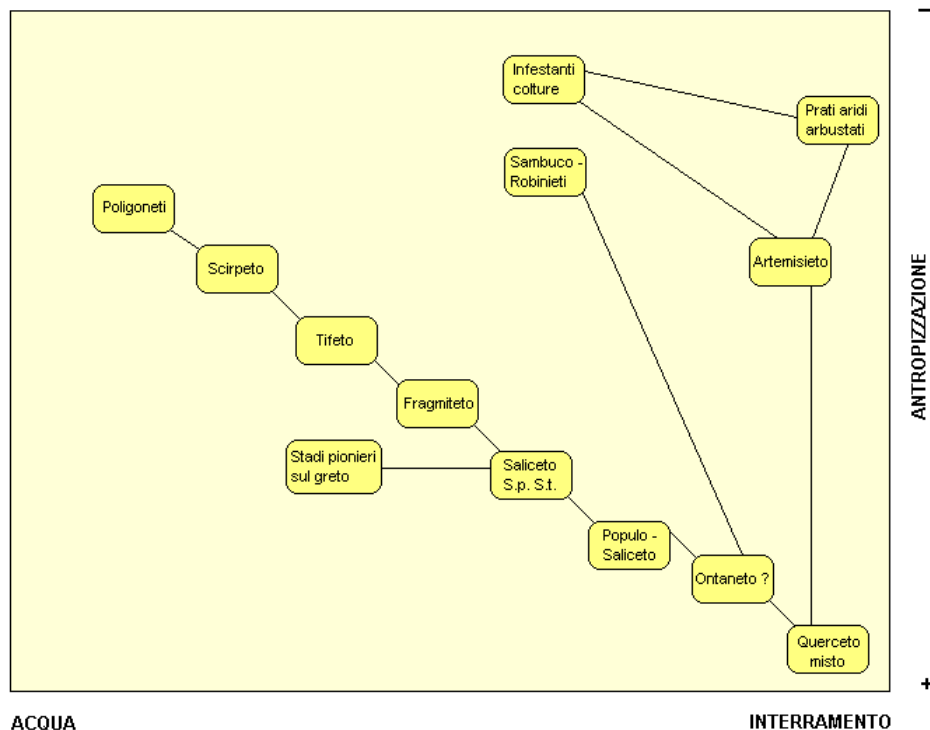 –
Infestanti
colture
Prati aridi
arbustati
Sambuco -
Robinieti
Poligoneti
Scirpeto
Artemisieto
ANTROPIZZAZIONE
Tifeto
Fragmiteto
Stadi pionieri
sul greto
Saliceto
S.p. S.t.
Populo -
Saliceto
Ontaneto ?
Querceto
misto
+
ACQUA
INTERRAMENTO